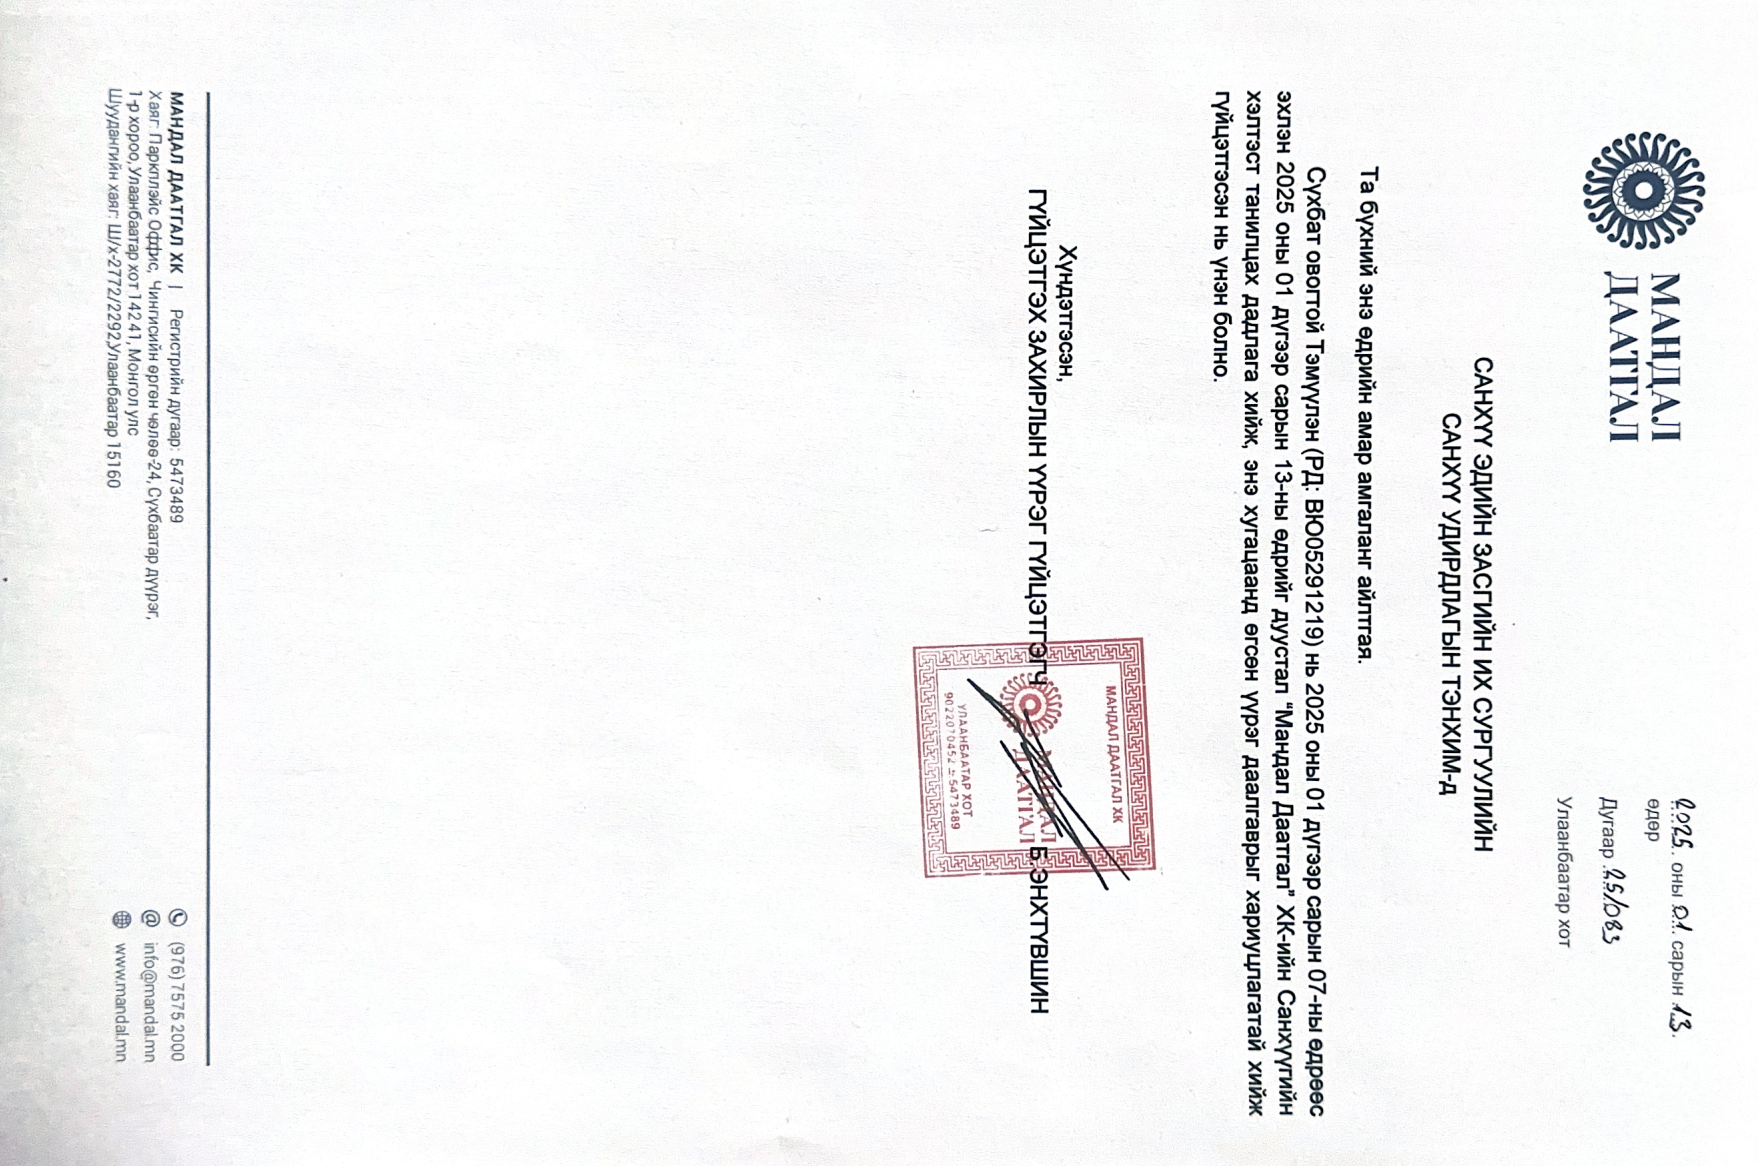 МАНДАЛ
ДААТГАЛ
2025 оны 01 сарын 13
өдөр
Дугаар 25/083
Улаанбаатар хот
САНХҮҮ ЭДИЙН ЗАСГИЙН ИХ СУРГУУЛИЙН
САНХҮҮ УДИРДЛАГЫН ТЭНХИМ-д
Та бүхний энэ өдрийн амар амгаланг айлтгая.
Сүхбат овогтой Тэмүүлэн (РД: ВЮ05291219) нь 2025 оны 01 дүгээр сарын 07-ны өдрөөс
эхлэн 2025 оны 01 дүгээр сарын 13-ны өдрийг дуустал “Мандал Даатгал” ХК-ийн Санхүүгийн
хэлтэст танилцах дадлага хийж, энэ хугацаанд өгсөн үүрэг даалгаврыг хариуцлагатай хийж
гүйцэтгэсэн нь үнэн болно.
Хүндэтгэсэн,
ГҮЙЦЭТГЭХ ЗАХИРЛЫН ҮҮРЭГ ГҮЙЦЭТГЭГЧ Б.ЭНХТҮВШИН
МАНДАЛ ДААТГАЛ ХК
МАНДАЛ
ДААТГАЛ
УЛААНБААТАР ХОТ
5473489
МАНДАЛ ДААТГАЛ ХК | Регистрийн дугаар: 5473489
Хаяг: Паркплэйс Оффис, Чингисийн өргөн чөлөө-24, Сүхбаатар дүүрэг,
1-р хороо, Улаанбаатар хот 14241, Монгол улс
Шуудангийн хаяг: Ш/х-2772/2292,Улаанбаатар 15160
(976) 7575 2000
info@mandal.mn
www.mandal.mn